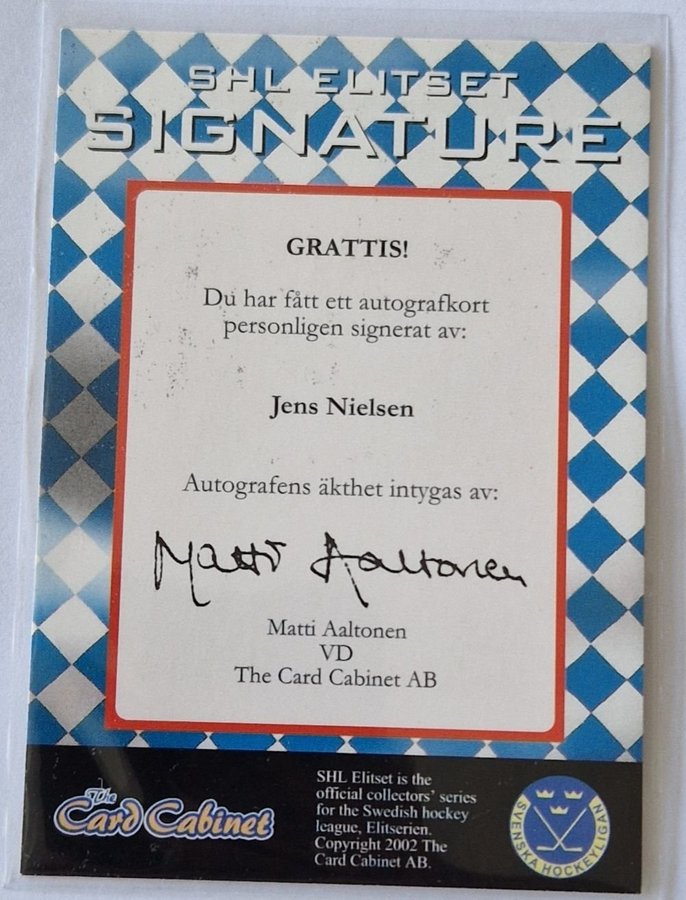 SHL ELITSET
SIGNATURE
GRATTIS!
Du har fått ett autografkort
personligen signerat av:
Jens Nielsen
Autografens äkthet intygas av:
Matti Aaltonen
Matti Aaltonen
VD
The Card Cabinet AB
The
Card Cabinet
SHL Elitset is the
official collectors' series
for the Swedish hockey
league, Elitserien.
Copyright 2002 The
Card Cabinet AB.
SVENSKA HOCKEYLIGAN